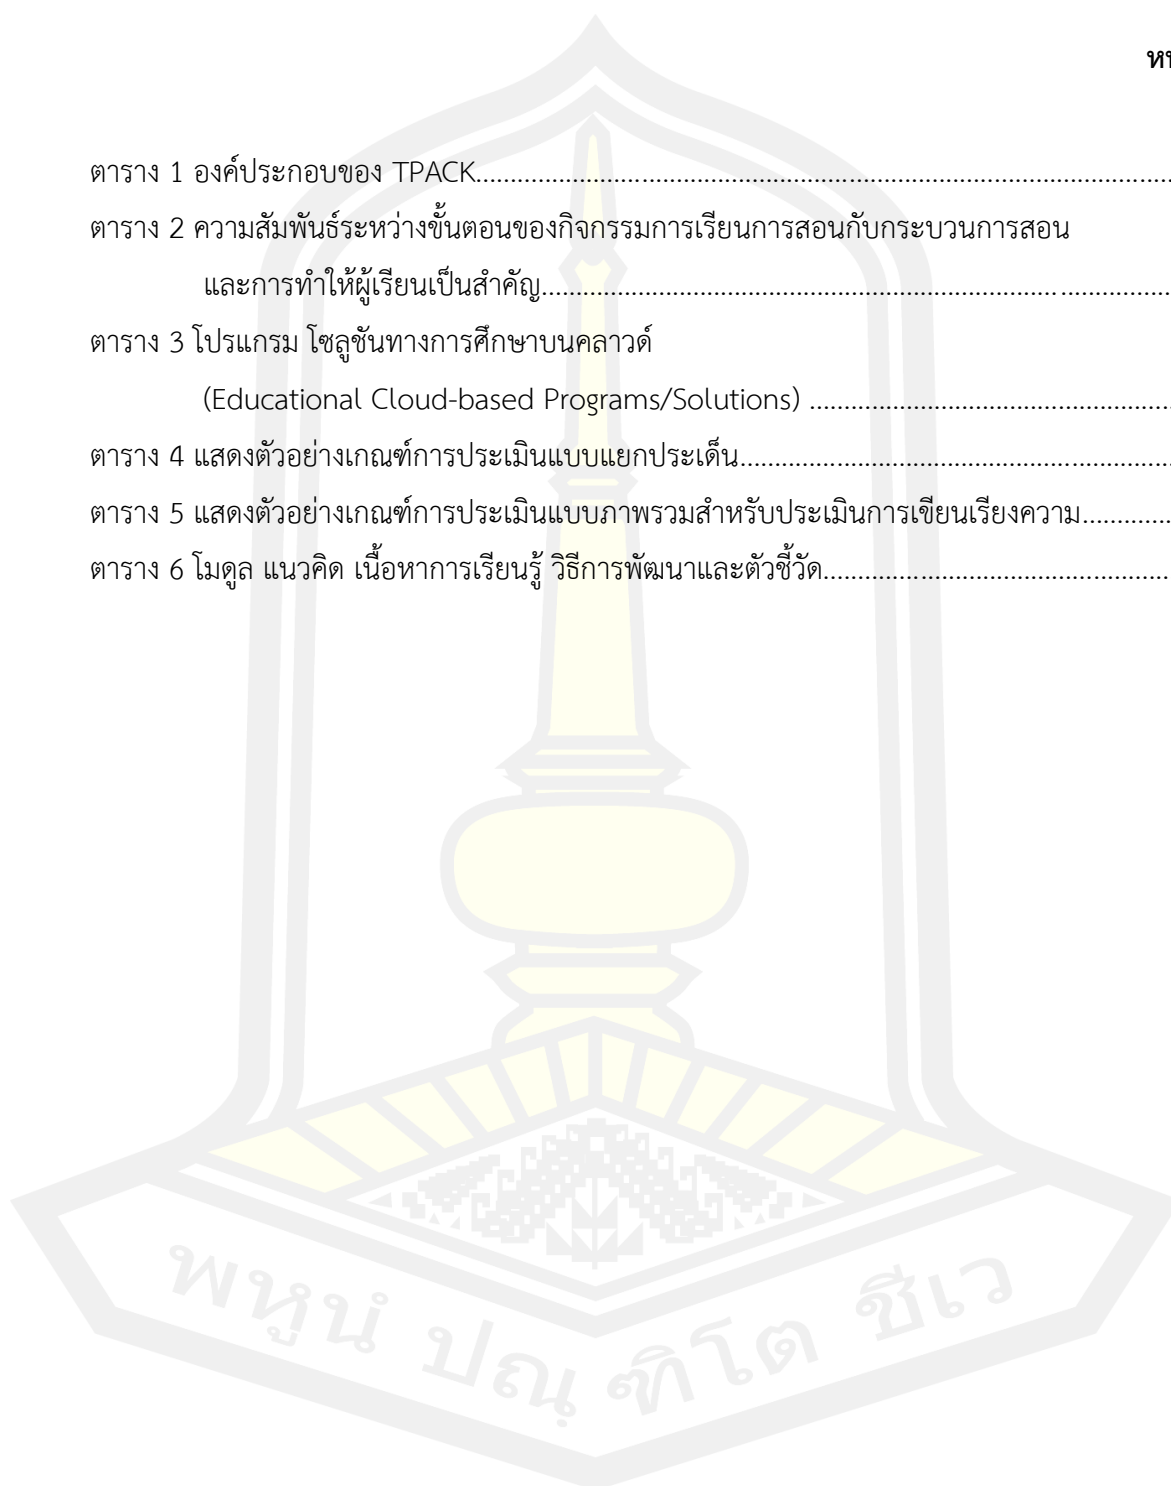 ตาราง 1 องค์ประกอบของ TPACK....................................................................................................
ตาราง 2 ความสัมพันธ์ระหว่างขั้นตอนของกิจกรรมการเรียนการสอนกับกระบวนการสอน
และการทำให้ผู้เรียนเป็นสำคัญ..........................................................................................
ตาราง 3 โปรแกรม โซลูชันทางการศึกษาบนคลาวด์
(Educational Cloud-based Programs/Solutions) ....................................................
ตาราง 4 แสดงตัวอย่างเกณฑ์การประเมินแบบแยกประเด็น..............................................................
ตาราง 5 แสดงตัวอย่างเกณฑ์การประเมินแบบภาพรวมสำหรับประเมินการเขียนเรียงความ.............
ตาราง 6 โมดูล แนวคิด เนื้อหาการเรียนรู้ วิธีการพัฒนาและตัวชี้วัด..................................................
พหูนํ ปณฺฑิโต ชีเว